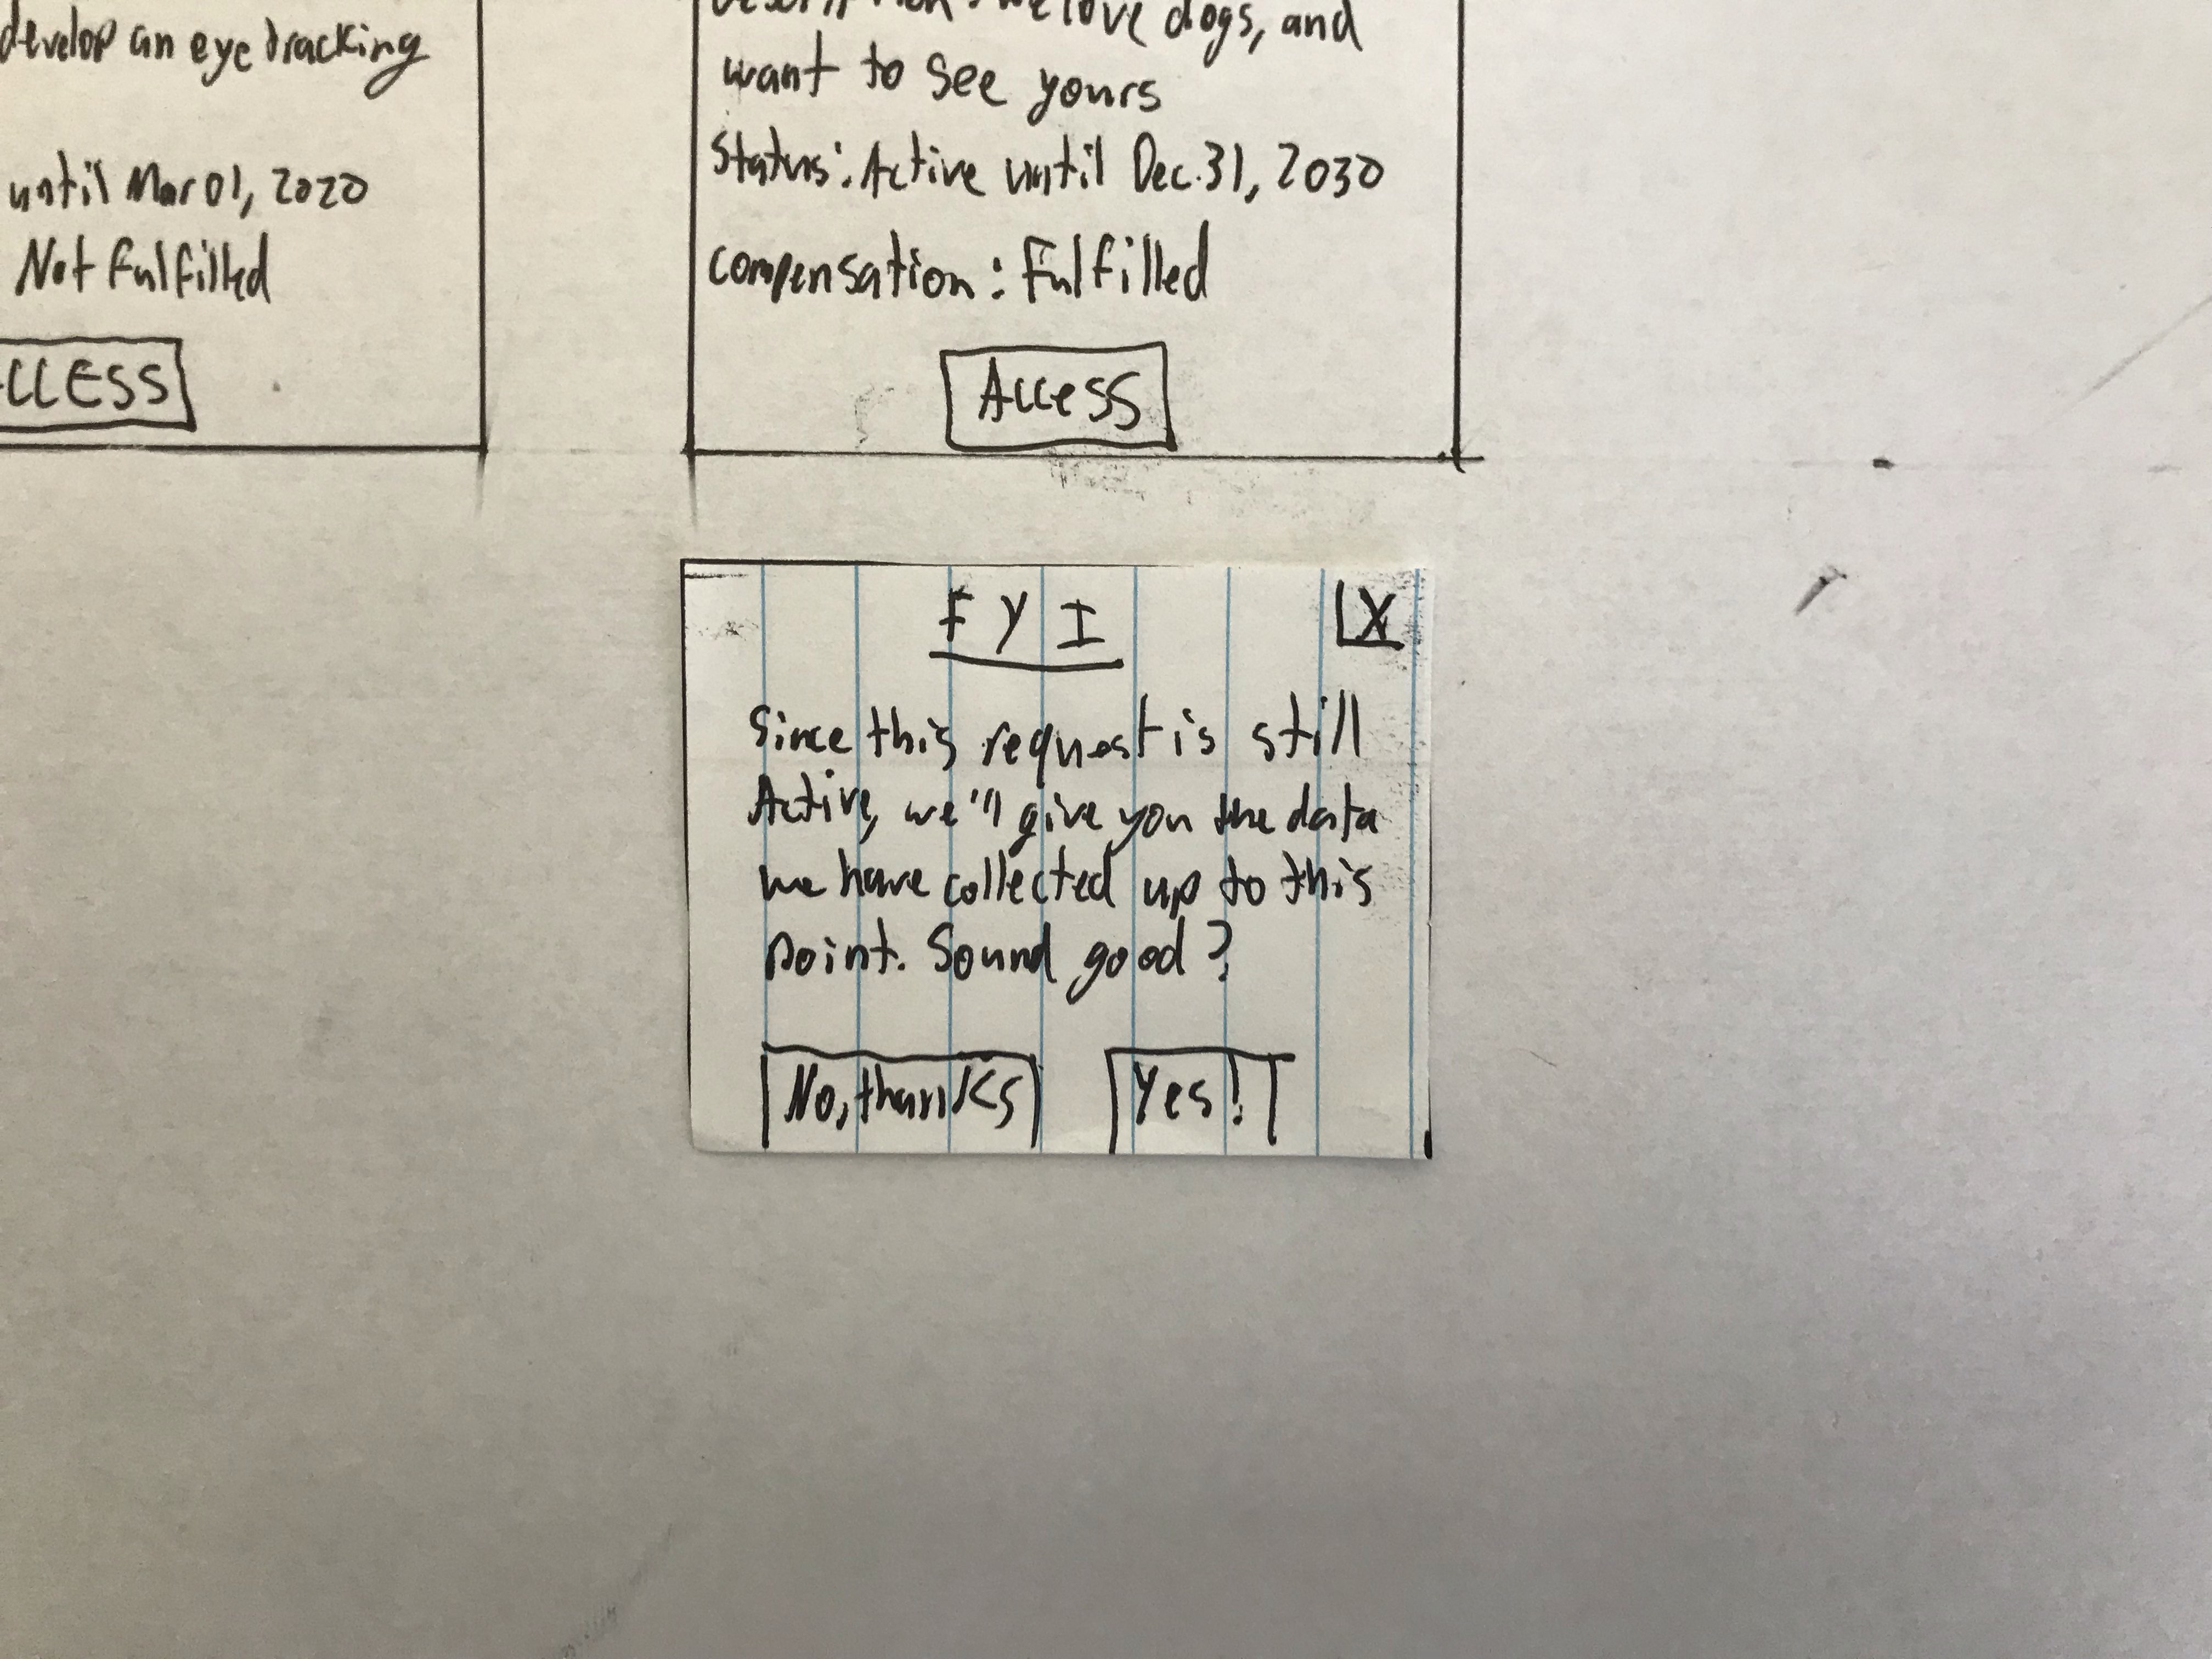 develop an eye tracking
until Mar 01, 2020
Not fulfilled
ACCESS
Description: we love dogs, and
want to see yours
Status: Active until Dec. 31, 2030
compensation: Fulfilled
Access
FYI
X
Since this request is still
Active, we'll give you the data
we have collected up to this
point. Sound good?
No, thanks
Yes!